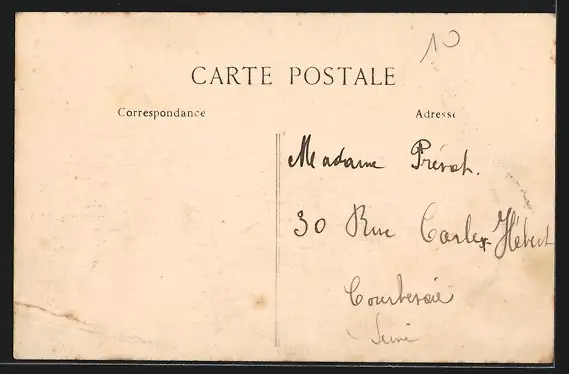 10
CARTE POSTALE
Correspondance
Adresse
Madame Prévot.
30 Rue Carle-Hébert
Courbevoie
Seine